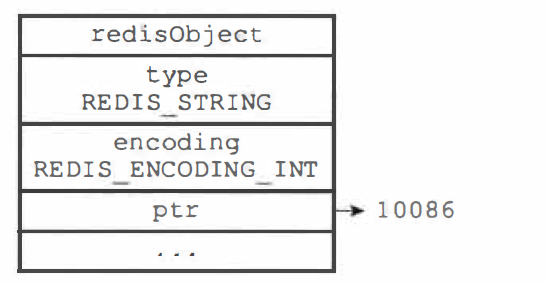 redisObject
type
REDIS_STRING
encoding
REDIS_ENCODING_INT
ptr
10086
...